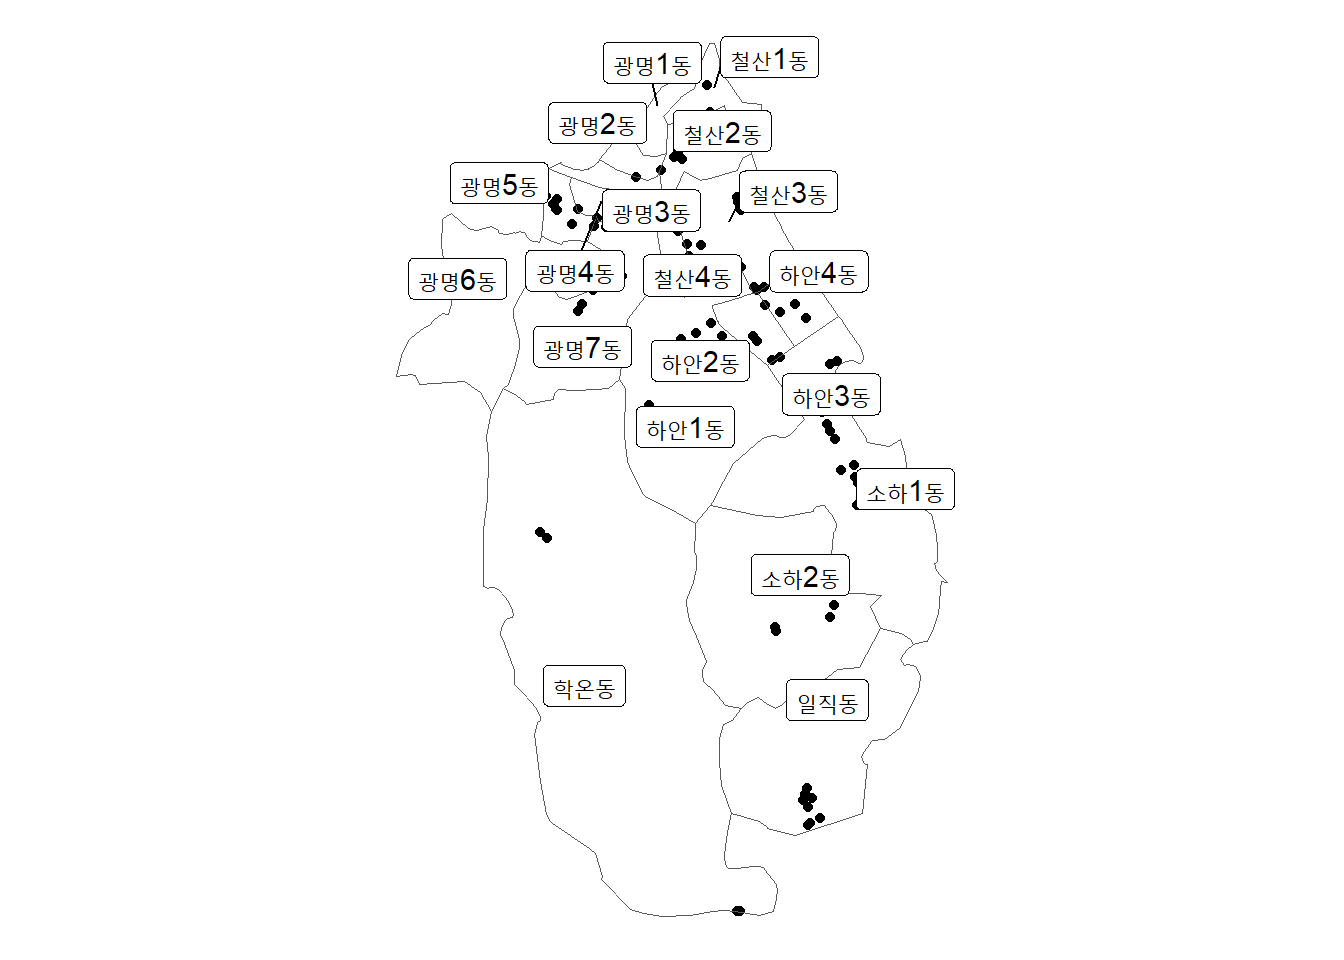 광명1동
철산1동
광명2동
철산2동
광명5동
철산3동
광명3동
광명6동
광명4동
철산4동
하안4동
광명7동
하안2동
하안3동
하안1동
소하1동
소하2동
학온동
일직동